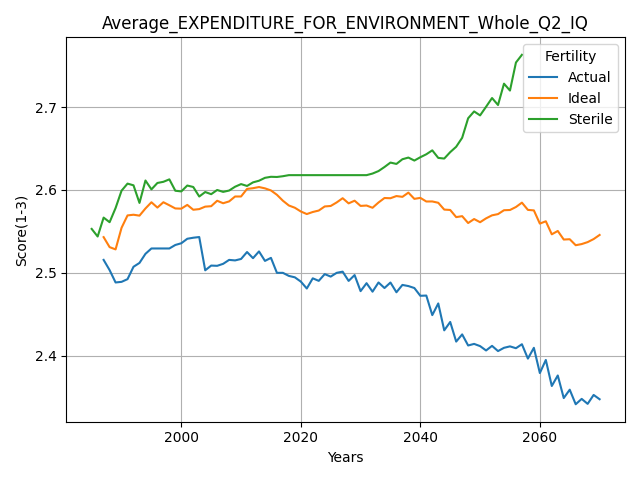 Average_EXPENDITURE_FOR_ENVIRONMENT_Whole_Q2_IQ
Fertility
Actual
Ideal
Sterile
Score(1-3)
2.7
2.6
2.5
2.4
2000
2020
2040
2060
Years